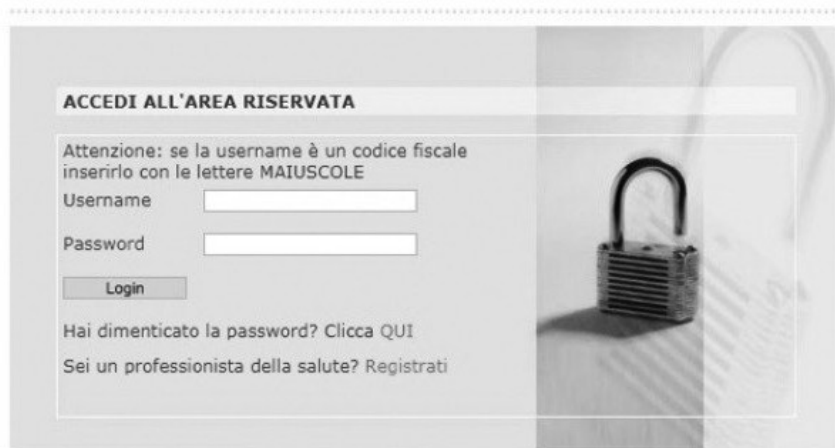 ACCEDI ALL'AREA RISERVATA
Attenzione: se la username è un codice fiscale
inserirlo con le lettere MAIUSCOLE
Username
Password
Login
Hai dimenticato la password? Clicca QUI
Sei un professionista della salute? Registrati